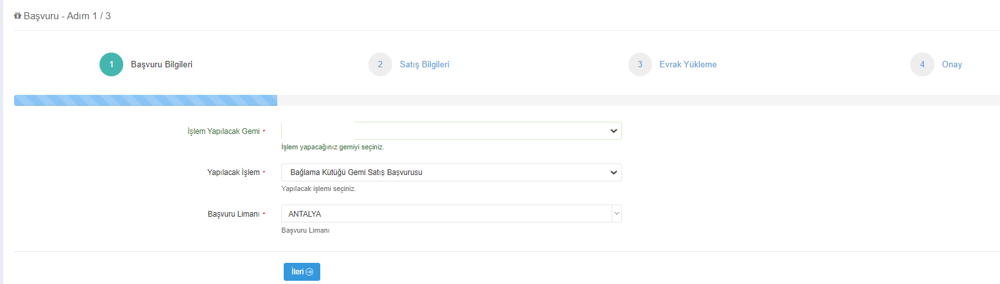 Başvuru - Adım 1 / 3
1 Başvuru Bilgileri 2 Satış Bilgileri 3 Evrak Yükleme 4 Onay
İşlem Yapılacak Gemi *
İşlem yapacağınız gemiyi seçiniz.
Yapılacak İşlem * Bağlama Kütüğü Gemi Satış Başvurusu
Yapılacak işlemi seçiniz.
Başvuru Limanı * ANTALYA
Başvuru Limanı
İleri